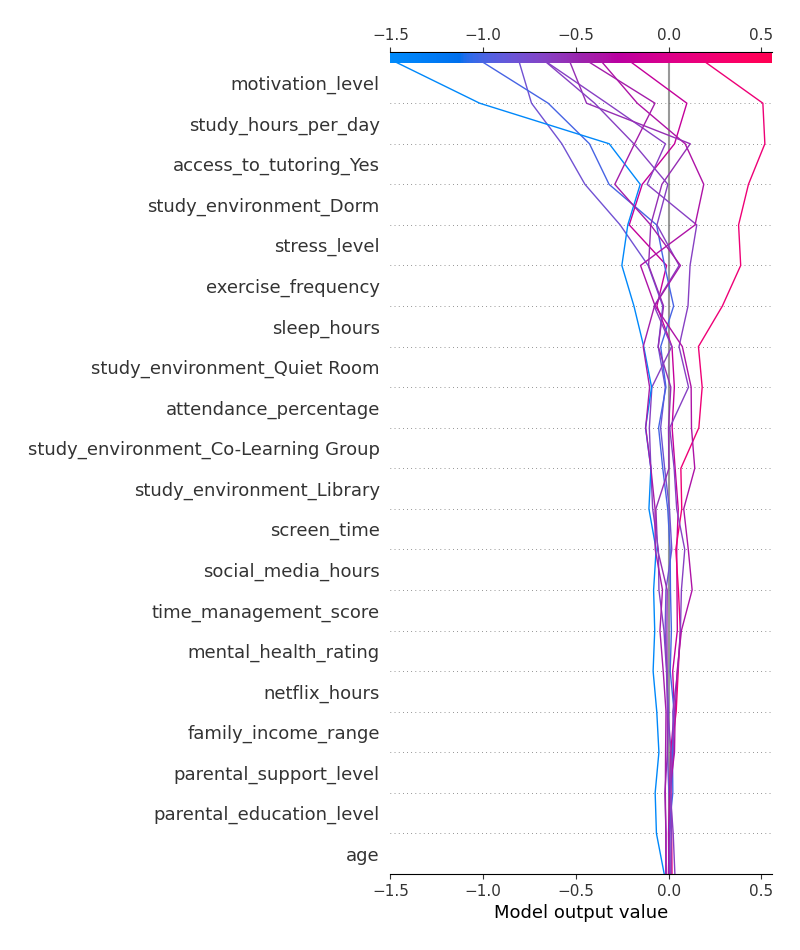 −1.5 −1.0 −0.5 0.0 0.5
motivation_level
study_hours_per_day
access_to_tutoring_Yes
study_environment_Dorm
stress_level
exercise_frequency
sleep_hours
study_environment_Quiet Room
attendance_percentage
study_environment_Co-Learning Group
study_environment_Library
screen_time
social_media_hours
time_management_score
mental_health_rating
netflix_hours
family_income_range
parental_support_level
parental_education_level
age
−1.5 −1.0 −0.5 0.0 0.5
Model output value